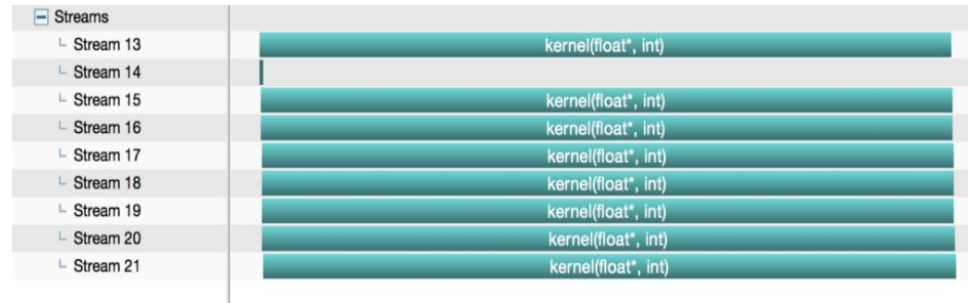 Streams
Stream 13 kernel(float*, int)
Stream 14
Stream 15 kernel(float*, int)
Stream 16 kernel(float*, int)
Stream 17 kernel(float*, int)
Stream 18 kernel(float*, int)
Stream 19 kernel(float*, int)
Stream 20 kernel(float*, int)
Stream 21 kernel(float*, int)